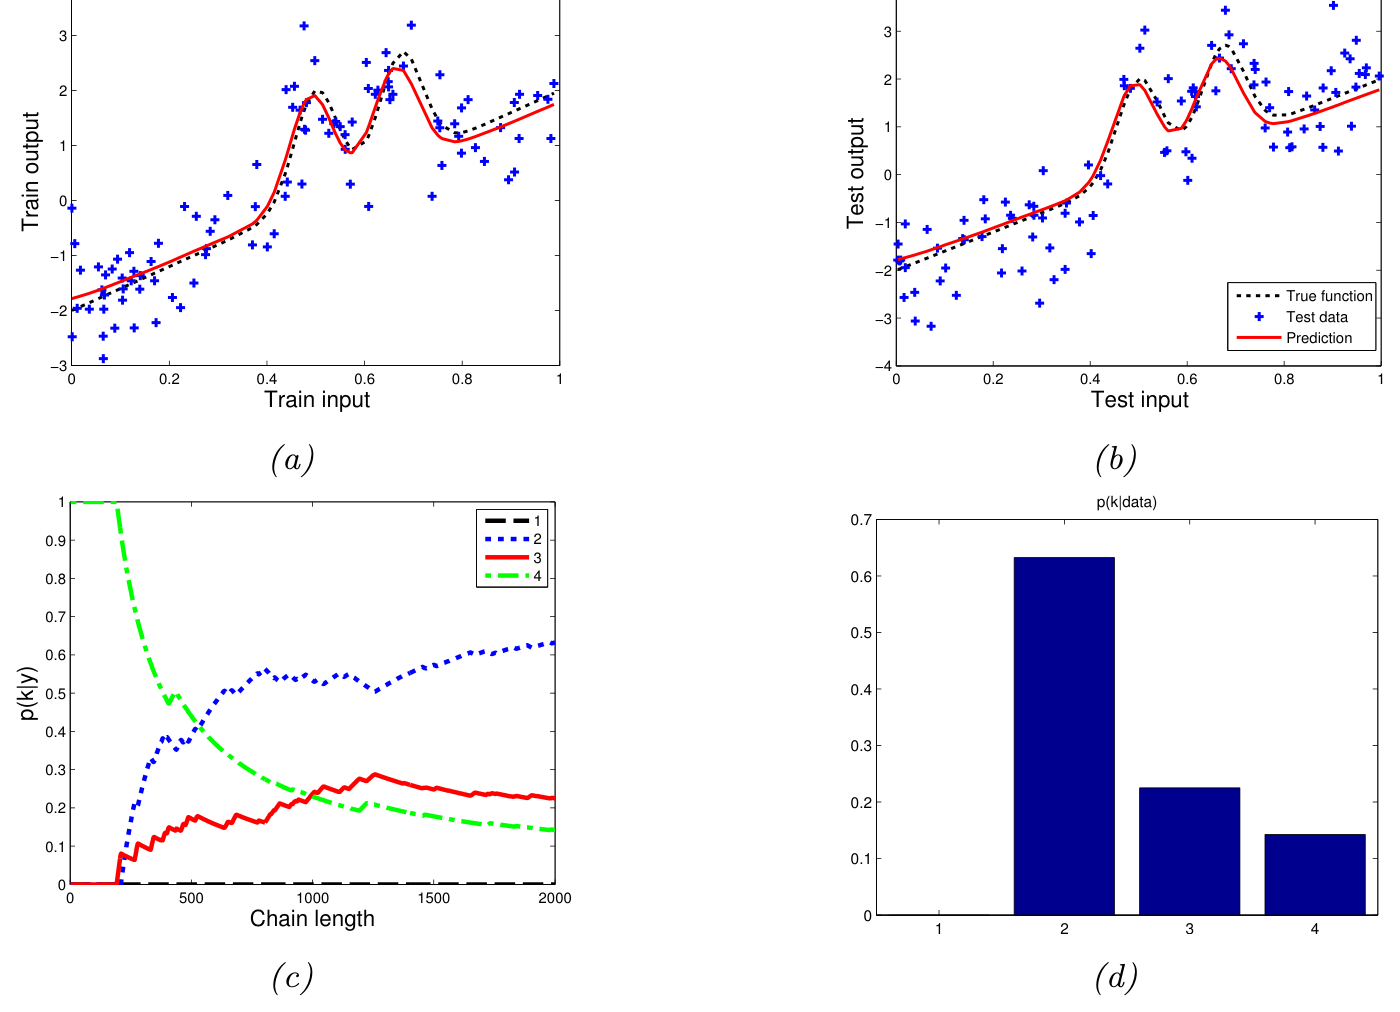 3
2
1
0
−1
−2
−3
Train output
0 0.2 0.4 0.6 0.8 1
Train input
(a)
3
2
1
0
−1
−2
−3
−4
Test output
True function
Test data
Prediction
0 0.2 0.4 0.6 0.8 1
Test input
(b)
1
0.9
0.8
0.7
0.6
0.5
0.4
0.3
0.2
0.1
0
p(k|y)
1
2
3
4
0 500 1000 1500 2000
Chain length
(c)
p(k|data)
0.7
0.6
0.5
0.4
0.3
0.2
0.1
0
1 2 3 4
(d)